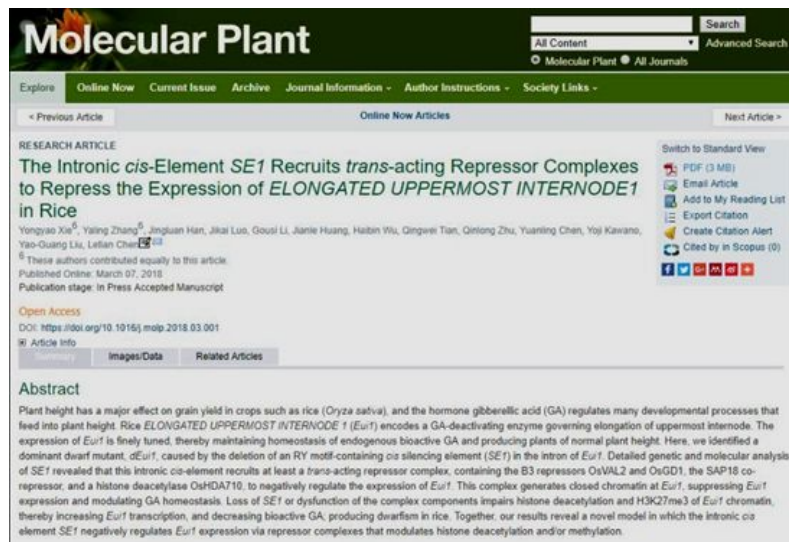 Molecular Plant
Search
All Content
Advanced Search
Molecular Plant All Journals
Explore Online Now Current Issue Archive Journal Information Author Instructions Society Links
< Previous Article
Online Now Articles
Next Article >
RESEARCH ARTICLE
The Intronic cis-Element SE1 Recruits trans-acting Repressor Complexes
to Repress the Expression of ELONGATED UPPERMOST INTERNODE1
in Rice
Yongyao Xie6, Yaling Zhang6, Jingluan Han, Jikai Luo, Gousi Li, Jianle Huang, Haibin Wu, Qingwei Tian, Qinlong Zhu, Yuanling Chen, Yoji Kawano,
Yao-Guang Liu, Letian Chen
6 These authors contributed equally to this article.
Published Online: March 07, 2018
Publication stage: In Press Accepted Manuscript
Open Access
DOI: https://doi.org/10.1016/j.molp.2018.03.001
Article Info
Summary Images/Data Related Articles
Switch to Standard View
PDF (3 MB)
Email Article
Add to My Reading List
Export Citation
Create Citation Alert
Cited by in Scopus (0)
Abstract
Plant height has a major effect on grain yield in crops such as rice (Oryza sativa), and the hormone gibberellic acid (GA) regulates many developmental processes that
feed into plant height. Rice ELONGATED UPPERMOST INTERNODE 1 (Eui1) encodes a GA-deactivating enzyme governing elongation of uppermost internode. The
expression of Eui1 is finely tuned, thereby maintaining homeostasis of endogenous bioactive GA and producing plants of normal plant height. Here, we identified a
dominant dwarf mutant, dEui1, caused by the deletion of an RY motif-containing cis silencing element (SE1) in the intron of Eui1. Detailed genetic and molecular analysis
of SE1 revealed that this intronic cis-element recruits at least a trans-acting repressor complex, containing the B3 repressors OsVAL2 and OsGD1, the SAP18 co-
repressor, and a histone deacetylase OsHDA710, to negatively regulate the expression of Eui1. This complex generates closed chromatin at Eui1, suppressing Eui1
expression and modulating GA homeostasis. Loss of SE1 or dysfunction of the complex components impairs histone deacetylation and H3K27me3 of Eui1 chromatin,
thereby increasing Eui1 transcription, and decreasing bioactive GA, producing dwarfism in rice. Together, our results reveal a novel model in which the intronic cis
element SE1 negatively regulates Eui1 expression via repressor complexes that modulates histone deacetylation and/or methylation.